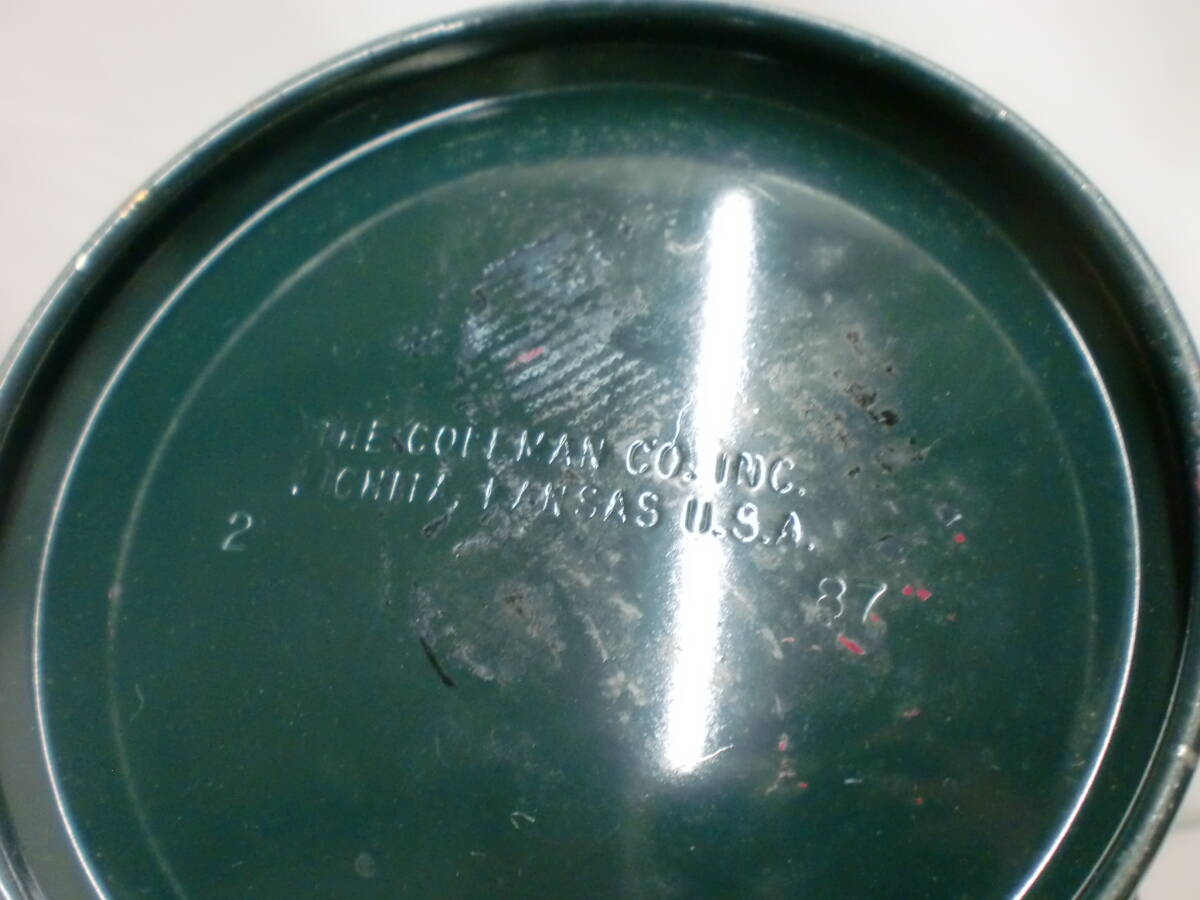 THE COLEMAN CO. INC.
WICHITA, KANSAS U.S.A.
2
87